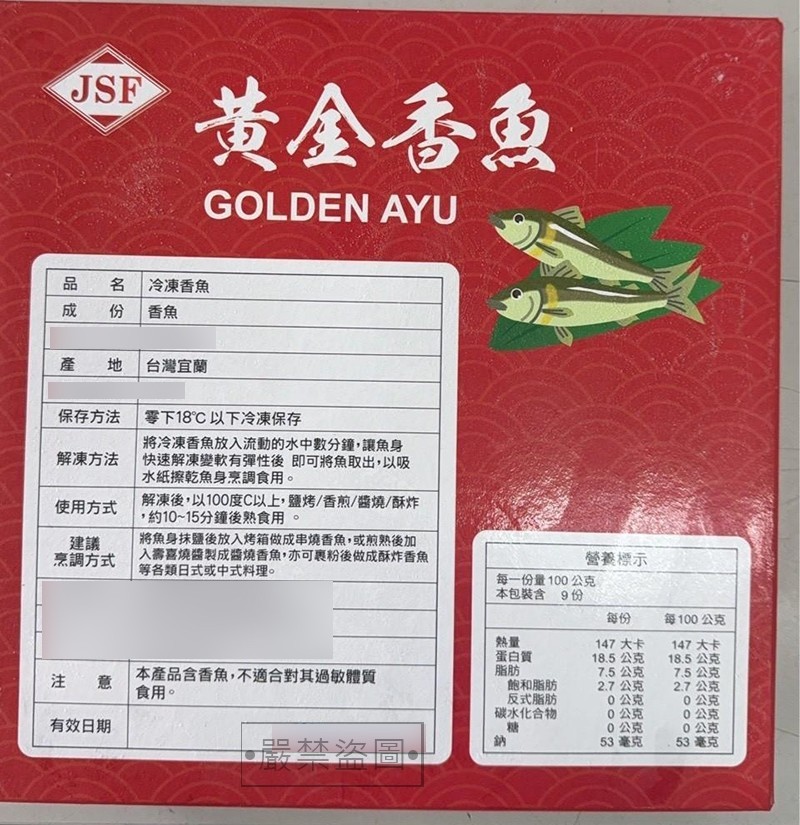 JSF
黃金香魚
GOLDEN AYU
品名 冷凍香魚
成份 香魚
產地 台灣宜蘭
保存方法 零下18℃以下冷凍保存
解凍方法 將冷凍香魚放入流動的水中數分鐘,讓魚身
快速解凍變軟有彈性後 即可將魚取出,以吸
水紙擦乾魚身烹調食用。
使用方式 解凍後,以100度C以上,鹽烤/香煎/醬燒/酥炸
,約10~15分鐘後熟食用 。
建議
烹調方式 將魚身抹鹽後放入烤箱做成串燒香魚,或煎熟後加
入壽喜燒醬製成醬燒香魚,亦可裹粉後做成酥炸香魚
等各類日式或中式料理。
注意 本產品含香魚,不適合對其過敏體質
食用。
有效日期
•嚴禁盜圖•
營養標示
每一份量100公克
本包裝含 9份
每份 每100公克
熱量 147 大卡 147 大卡
蛋白質 18.5 公克 18.5 公克
脂肪 7.5 公克 7.5 公克
飽和脂肪 2.7 公克 2.7 公克
反式脂肪 0 公克 0 公克
碳水化合物 0 公克 0 公克
糖 0 公克 0 公克
鈉 53 毫克 53 毫克